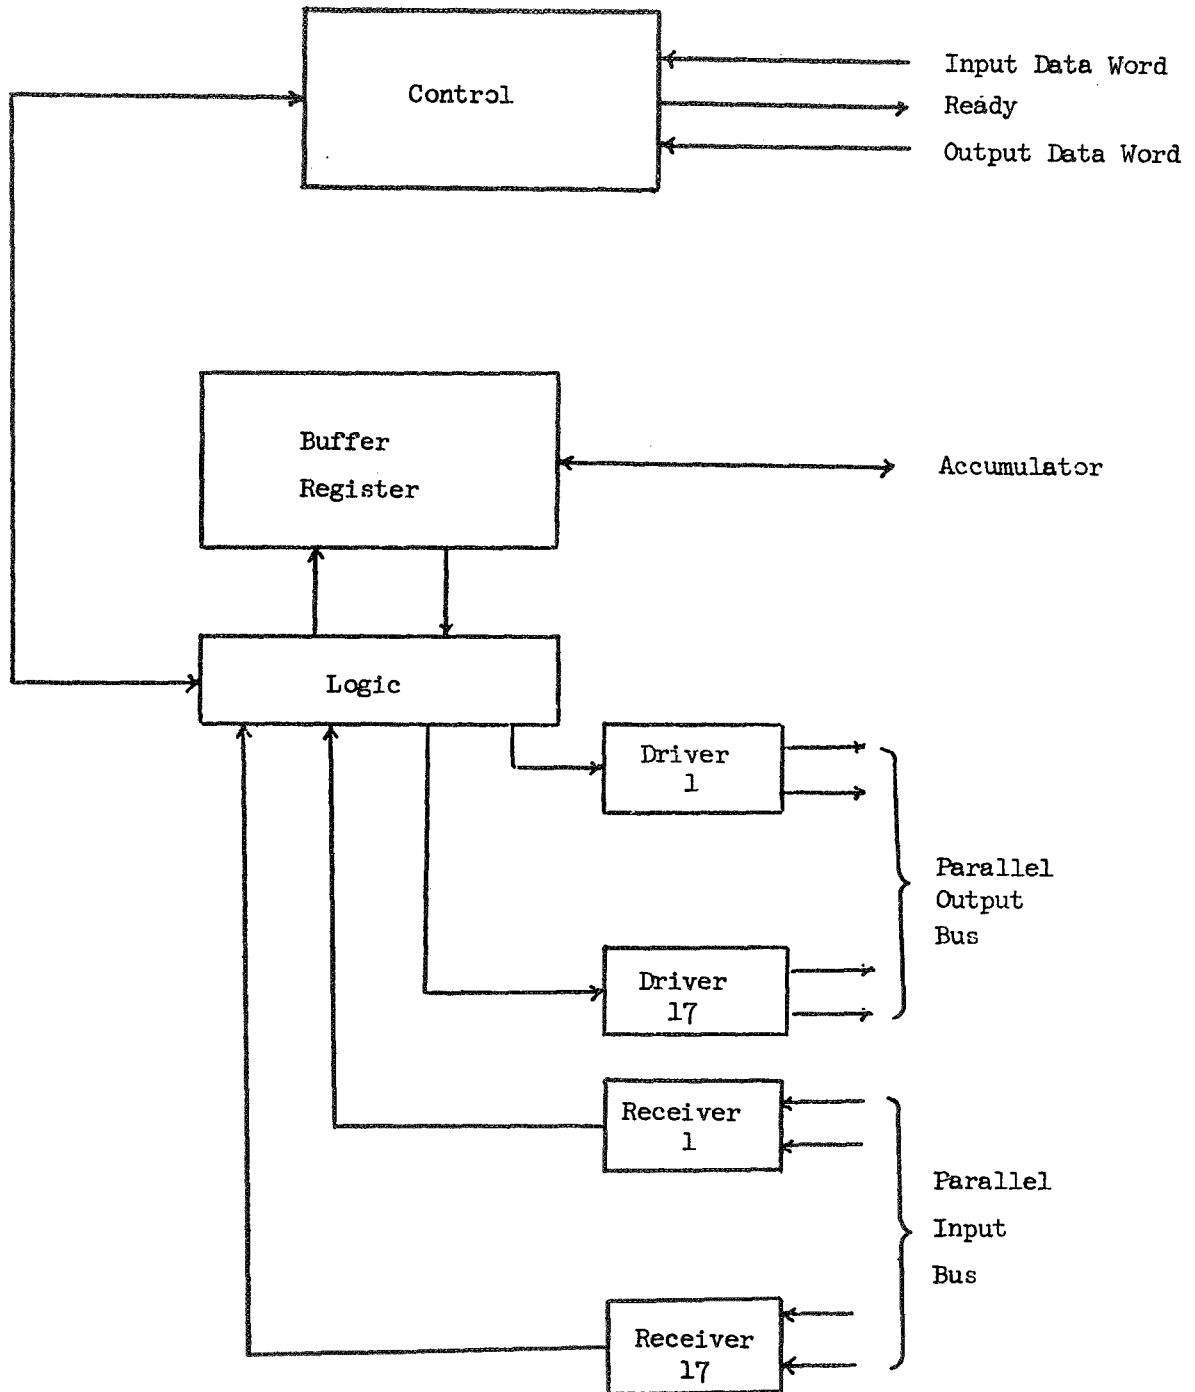 Control
Input Data Word
Ready
Output Data Word
Buffer
Register
Accumulator
Logic
Driver
1
Parallel
Output
Bus
Driver
17
Receiver
1
Parallel
Input
Bus
Receiver
17